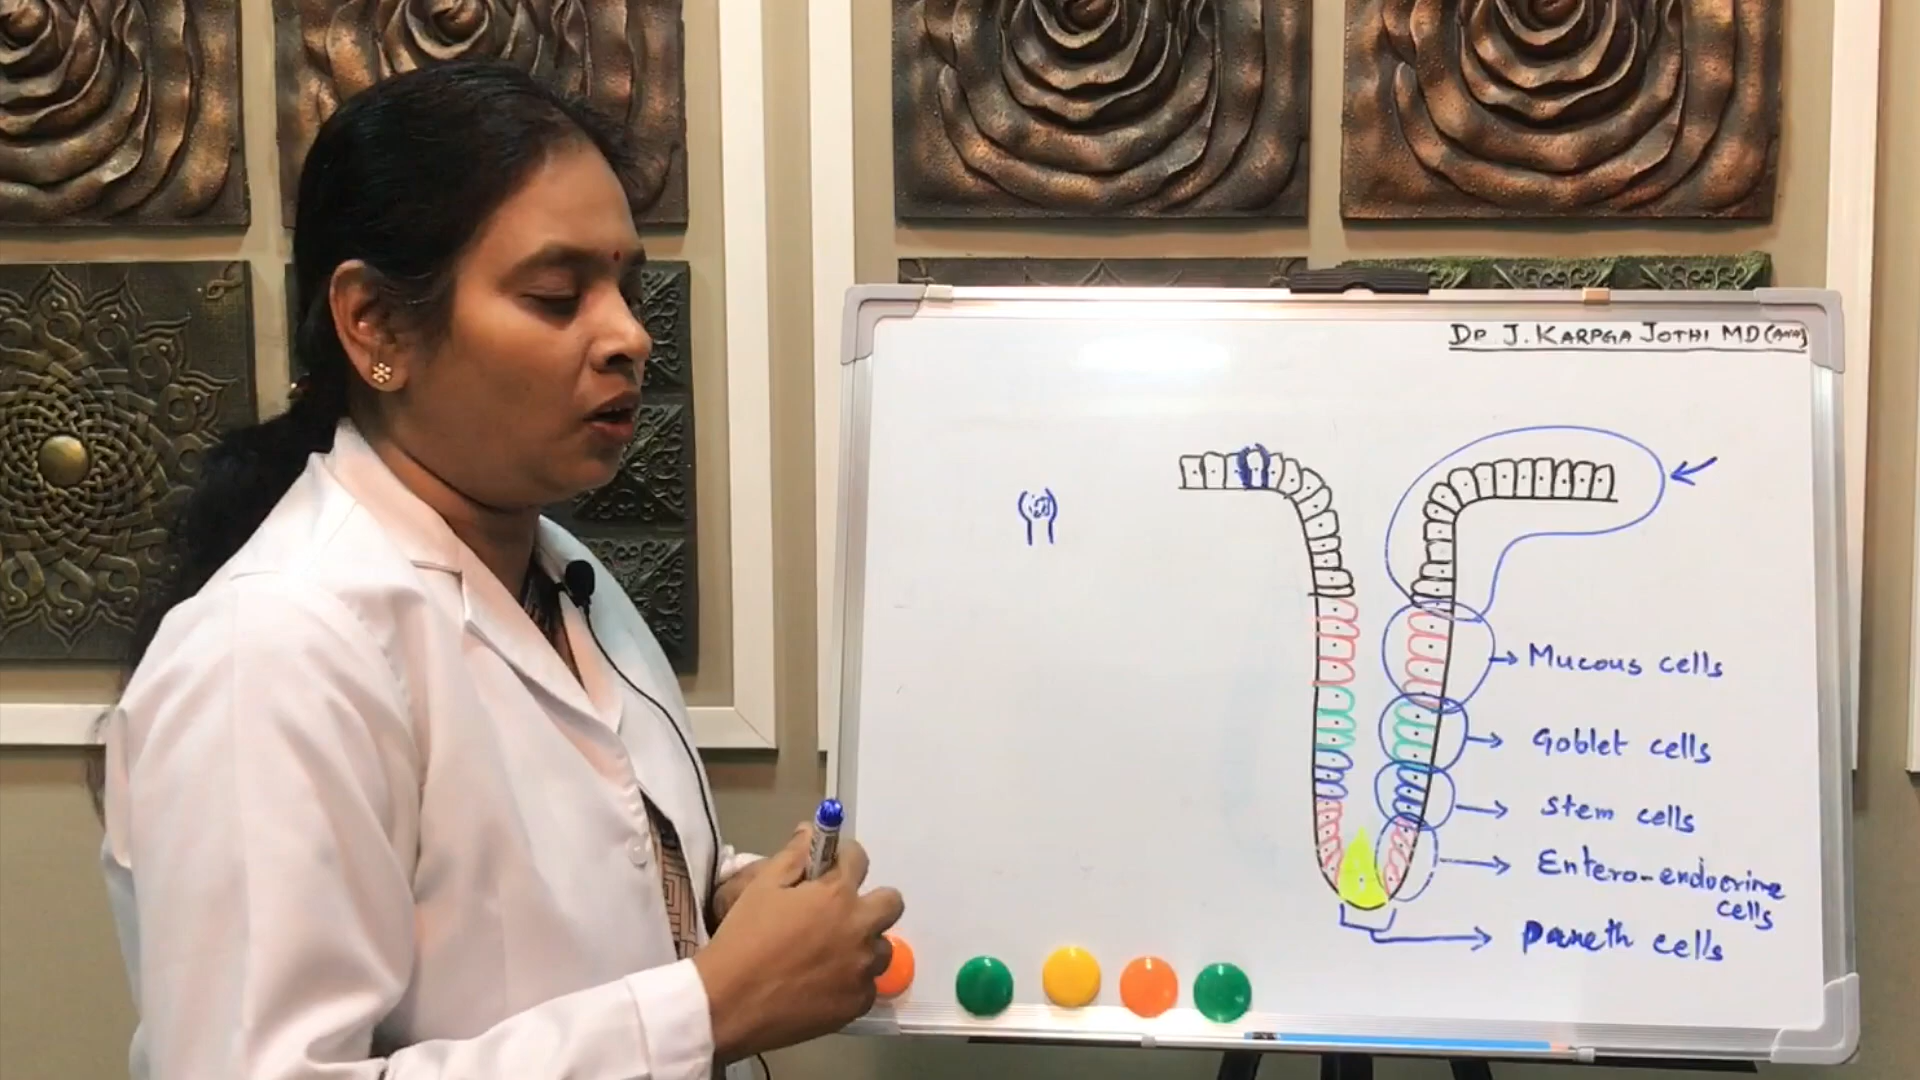 DR. J. KARPGA JOTHI MD (Ana)
Mucous cells
Goblet cells
Stem cells
Entero-endocrine
cells
Paneth cells